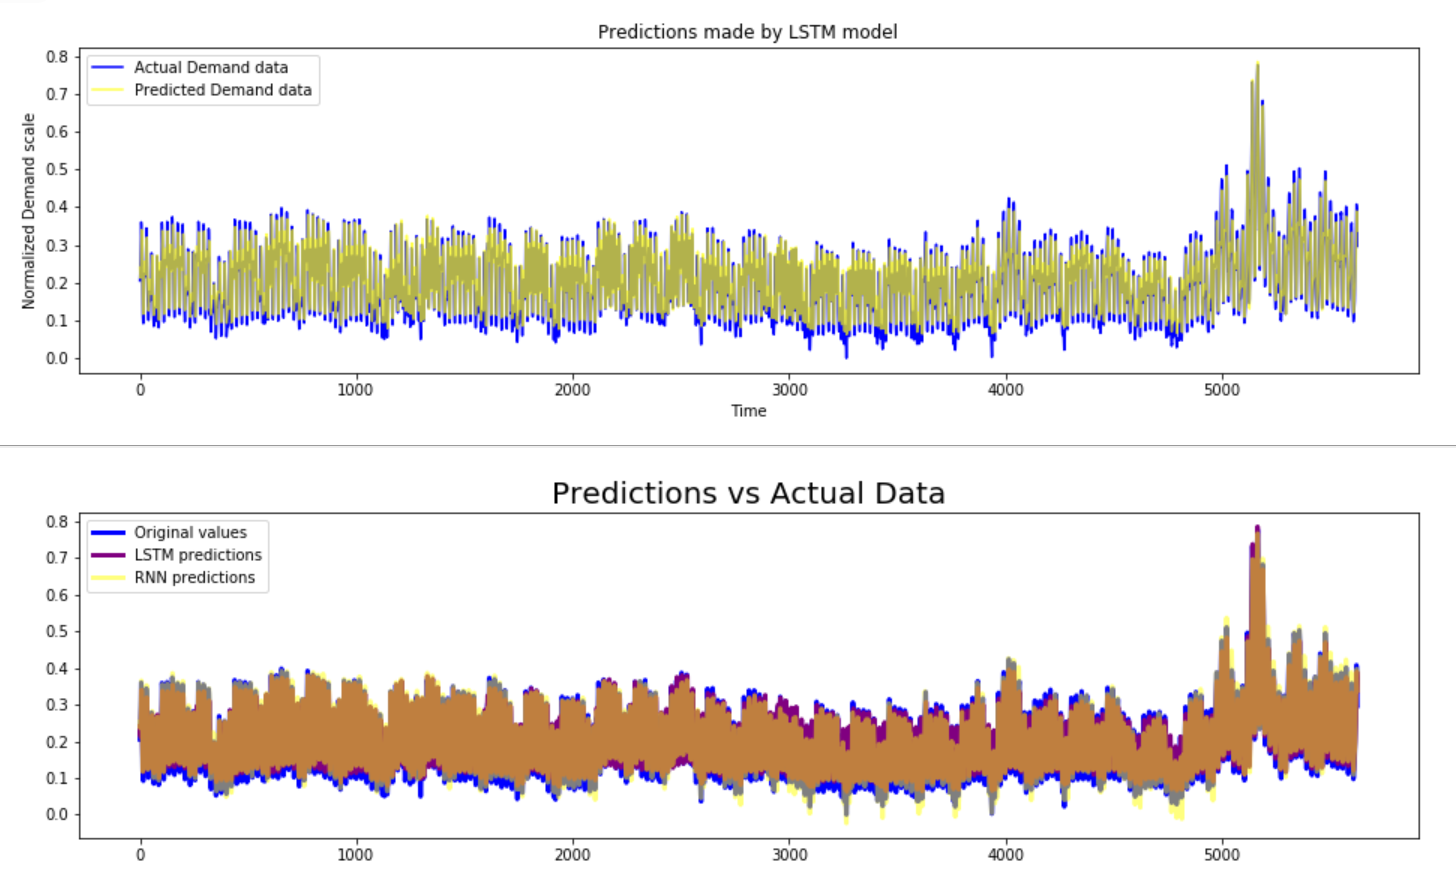 Predictions made by LSTM model
Actual Demand data
Predicted Demand data
Normalized Demand scale
0.8
0.7
0.6
0.5
0.4
0.3
0.2
0.1
0.0
0 1000 2000 3000 4000 5000
Time
Predictions vs Actual Data
Original values
LSTM predictions
RNN predictions
0.8
0.7
0.6
0.5
0.4
0.3
0.2
0.1
0.0
0 1000 2000 3000 4000 5000